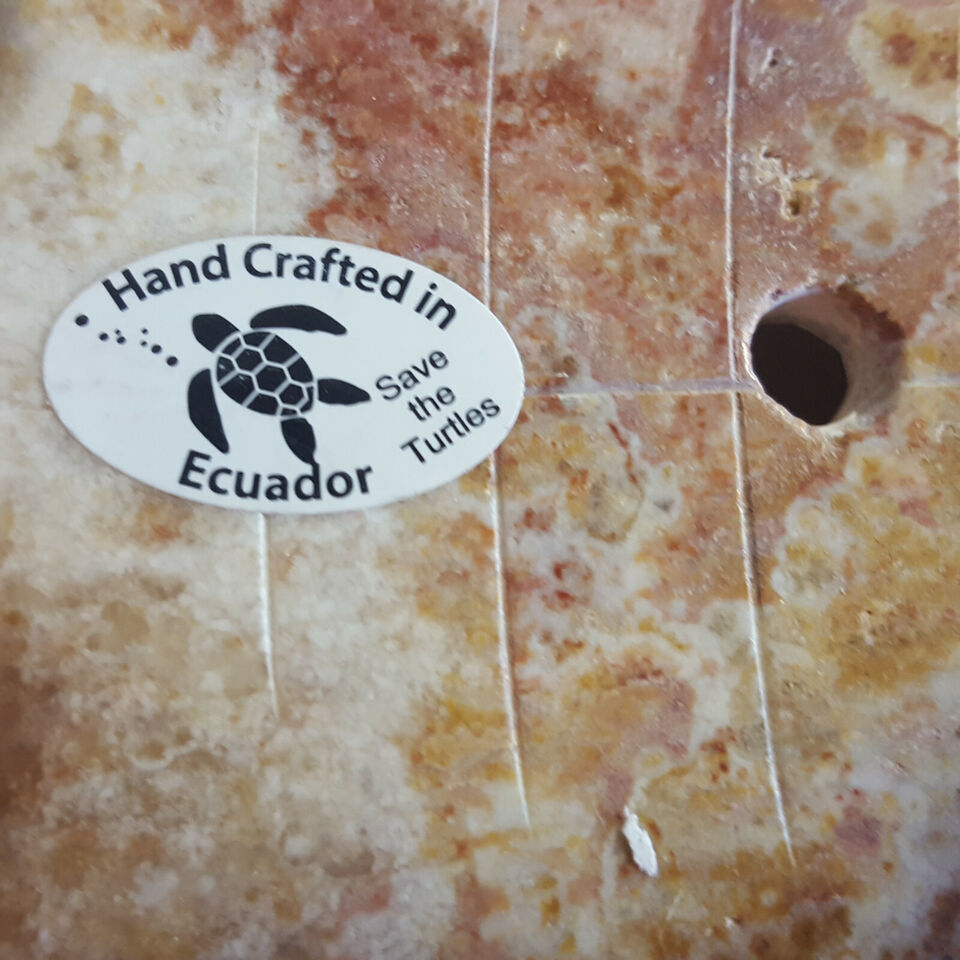 Hand Crafted in
Save
the
Turtles
Ecuador